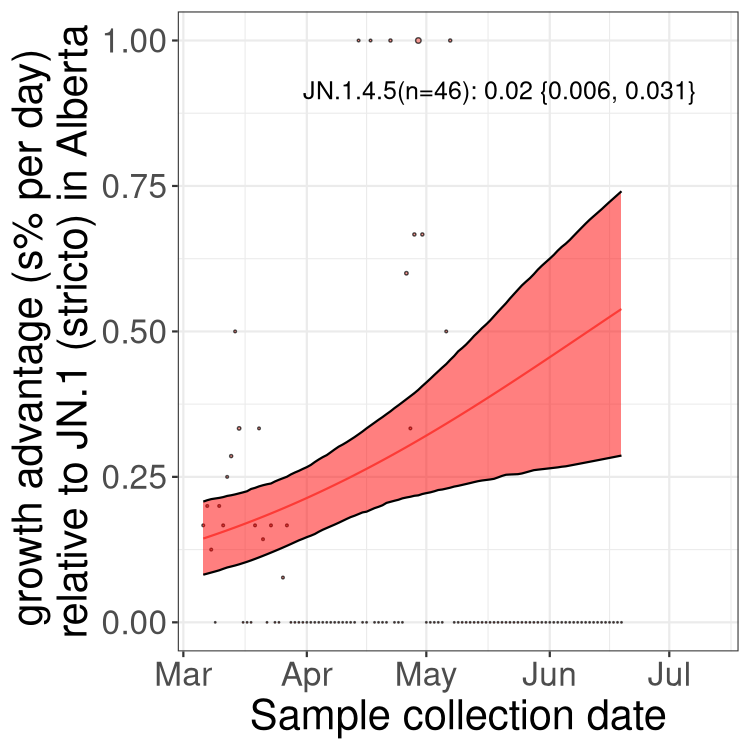 growth advantage (s% per day)
relative to JN.1 (stricto) in Alberta
1.00
0.75
0.50
0.25
0.00
JN.1.4.5(n=46): 0.02 {0.006, 0.031}
Mar Apr May Jun Jul
Sample collection date